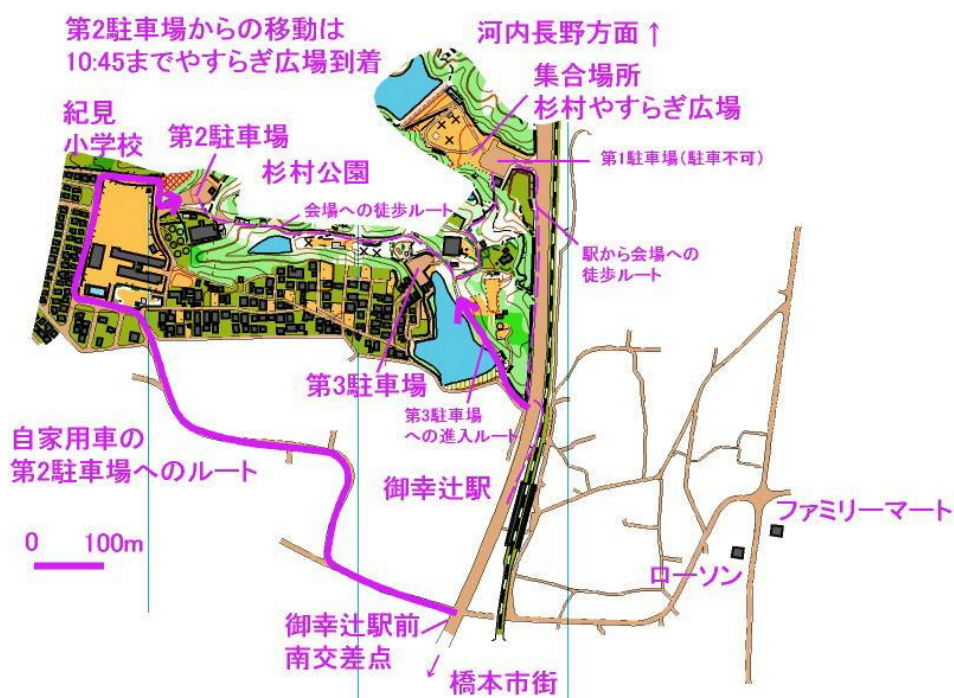 第2駐車場からの移動は
10:45までやすらぎ広場到着
河内長野方面 ↑
集合場所
杉村やすらぎ広場
紀見
小学校
第2駐車場
第1駐車場(駐車不可)
杉村公園
会場への徒歩ルート
駅から会場への
徒歩ルート
第3駐車場
第3駐車場
への進入ルート
自家用車の
第2駐車場へのルート
御幸辻駅
ファミリーマート
0 100m
ローソン
御幸辻駅前
南交差点
橋本市街